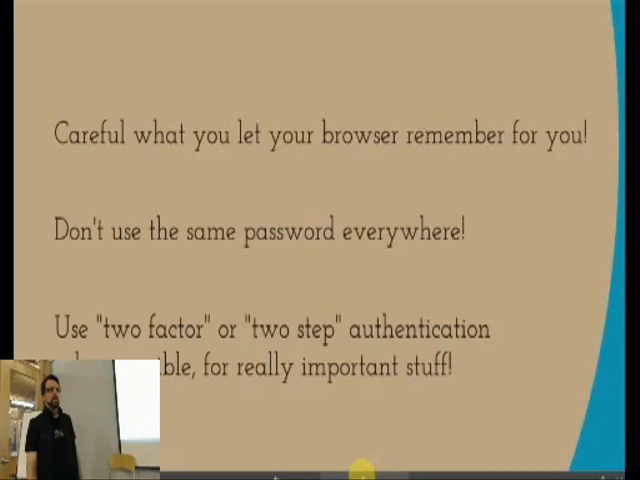 Careful what you let your browser remember for you!
Don't use the same password everywhere!
Use "two factor" or "two step" authentication
ble, for really important stuff!